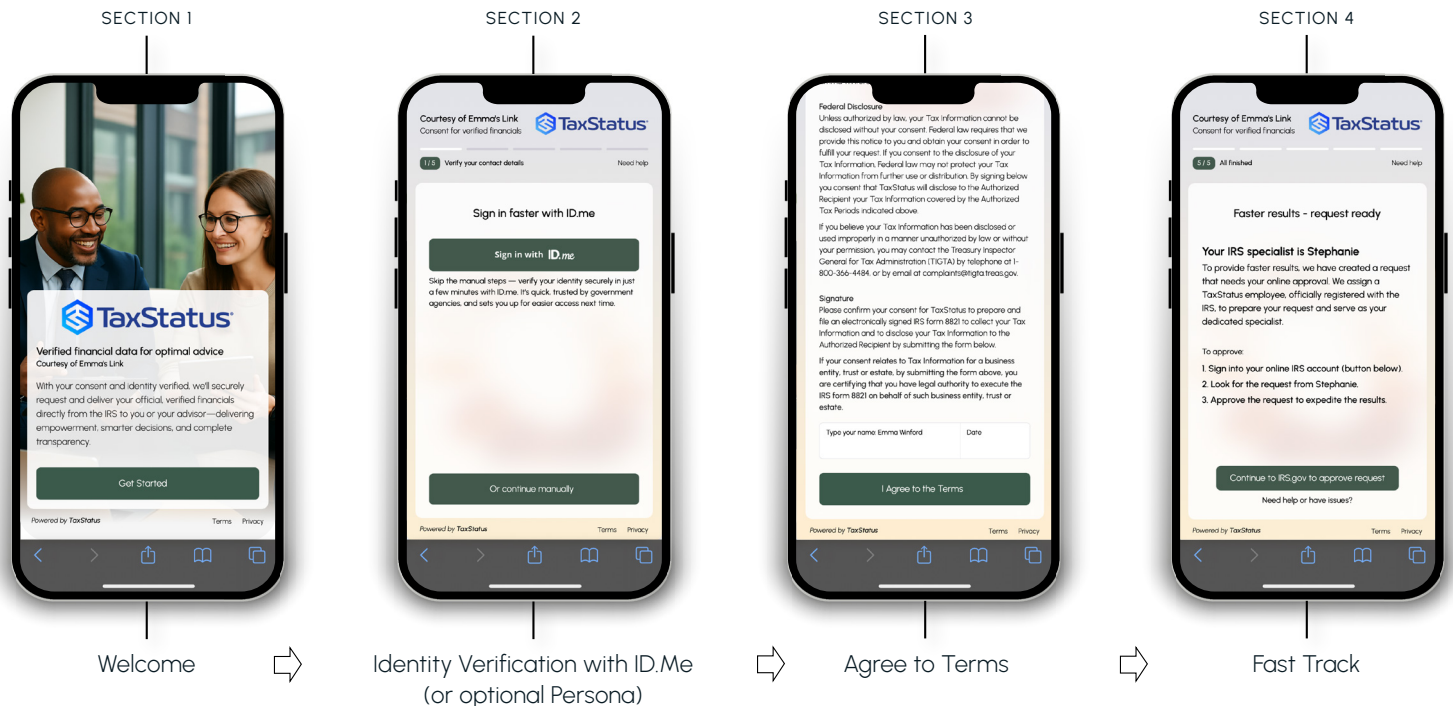 SECTION 1
TaxStatus
Verified financial data for optimal advice
Courtesy of Emma's Link
With your consent and identity verified, we'll securely
request and deliver your official, verified financials
directly from the IRS to you or your advisor—delivering
empowerment, smarter decisions, and complete
transparency.
Get Started
Powered by TaxStatus
Terms Privacy
Welcome
SECTION 2
Courtesy of Emma's Link
Consent for verified financials
TaxStatus
1 / 5 Verify your contact details
Need help
Sign in faster with ID.me
Sign in with ID.me
Skip the manual steps — verify your identity securely in just
a few minutes with ID.me. It's quick, trusted by government
agencies, and sets you up for easier access next time.
Or continue manually
Powered by TaxStatus
Terms Privacy
Identity Verification with ID.Me
(or optional Persona)
SECTION 3
Federal Disclosure
Unless authorized by law, your Tax Information cannot be
disclosed without your consent. Federal law requires that we
provide this notice to you and obtain your consent in order to
fulfill your request. If you consent to the disclosure of your
Tax Information, Federal law may not protect your Tax
Information from further use or distribution. By signing below
you consent that TaxStatus will disclose to the Authorized
Recipient your Tax Information covered by the Authorized
Tax Periods indicated above.
If you believe your Tax Information has been disclosed or
used improperly in a manner unauthorized by law or without
your permission, you may contact the Treasury Inspector
General for Tax Administration (TIGTA) by telephone at 1-
800-366-4484, or by email at complaints@tigta.treas.gov.
Signature
Please confirm your consent for TaxStatus to prepare and
file an electronically signed IRS form 8821 to collect your Tax
Information and to disclose your Tax Information to the
Authorized Recipient by submitting the form below.
If your consent relates to Tax Information for a business
entity, trust or estate, by submitting the form above, you
are certifying that you have legal authority to execute the
IRS form 8821 on behalf of such business entity, trust or
estate.
Type your name: Emma Winford
Date
I Agree to the Terms
Powered by TaxStatus
Terms Privacy
Agree to Terms
SECTION 4
Courtesy of Emma's Link
Consent for verified financials
TaxStatus
5 / 5 All finished
Need help
Faster results - request ready
Your IRS specialist is Stephanie
To provide faster results, we have created a request
that needs your online approval. We assign a
TaxStatus employee, officially registered with the
IRS, to prepare your request and serve as your
dedicated specialist.
To approve:
1. Sign into your online IRS account (button below).
2. Look for the request from Stephanie.
3. Approve the request to expedite the results.
Continue to IRS.gov to approve request
Need help or have issues?
Powered by TaxStatus
Terms Privacy
Fast Track